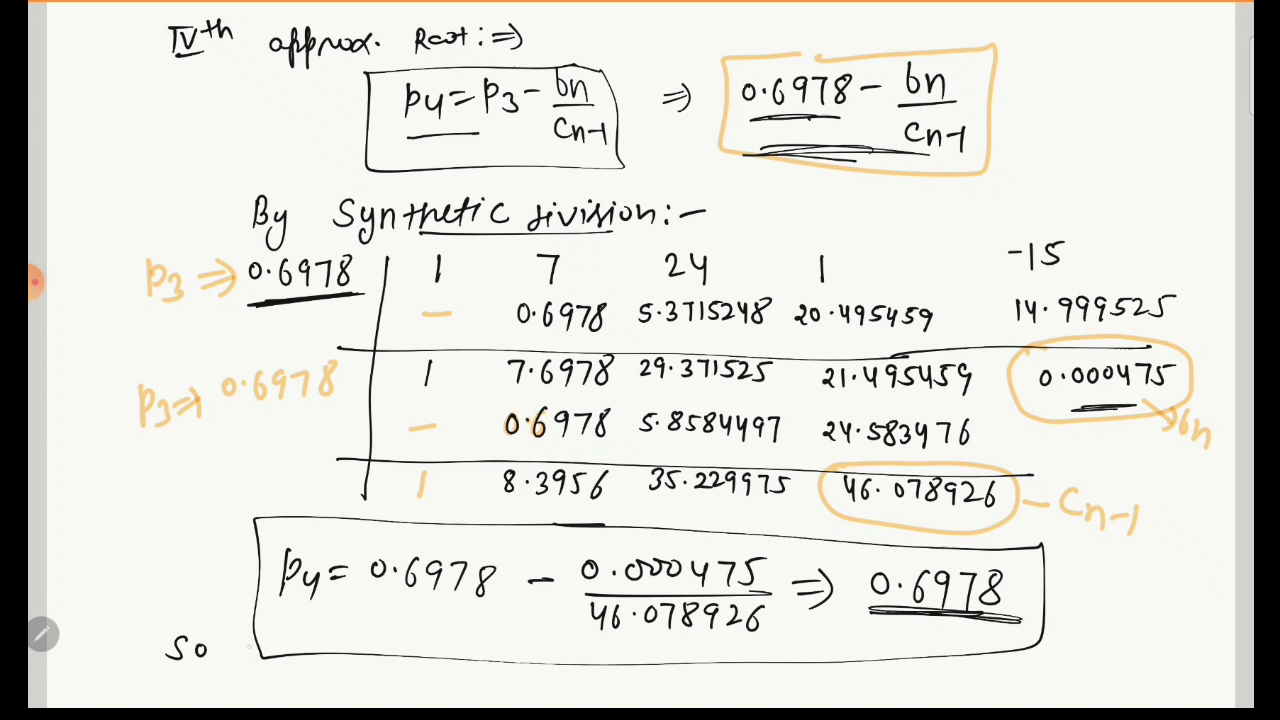 IVth approx. Root :⇒
p4 = p3 - bn/Cn-1 ⇒ 0.6978 - bn/Cn-1
By Synthetic division :-
p3 ⇒ 0.6978 | 1 7 24 1 -15
- 0.6978 5.3715248 20.495459 14.999525
p3 ⇒ 0.6978 1 7.6978 29.371525 21.495459 0.000475 → bn
- 0.6978 5.8584497 24.583476
1 8.3956 35.229975 46.078926 - Cn-1
p4 = 0.6978 - 0.000475/46.078926 ⇒ 0.6978
So